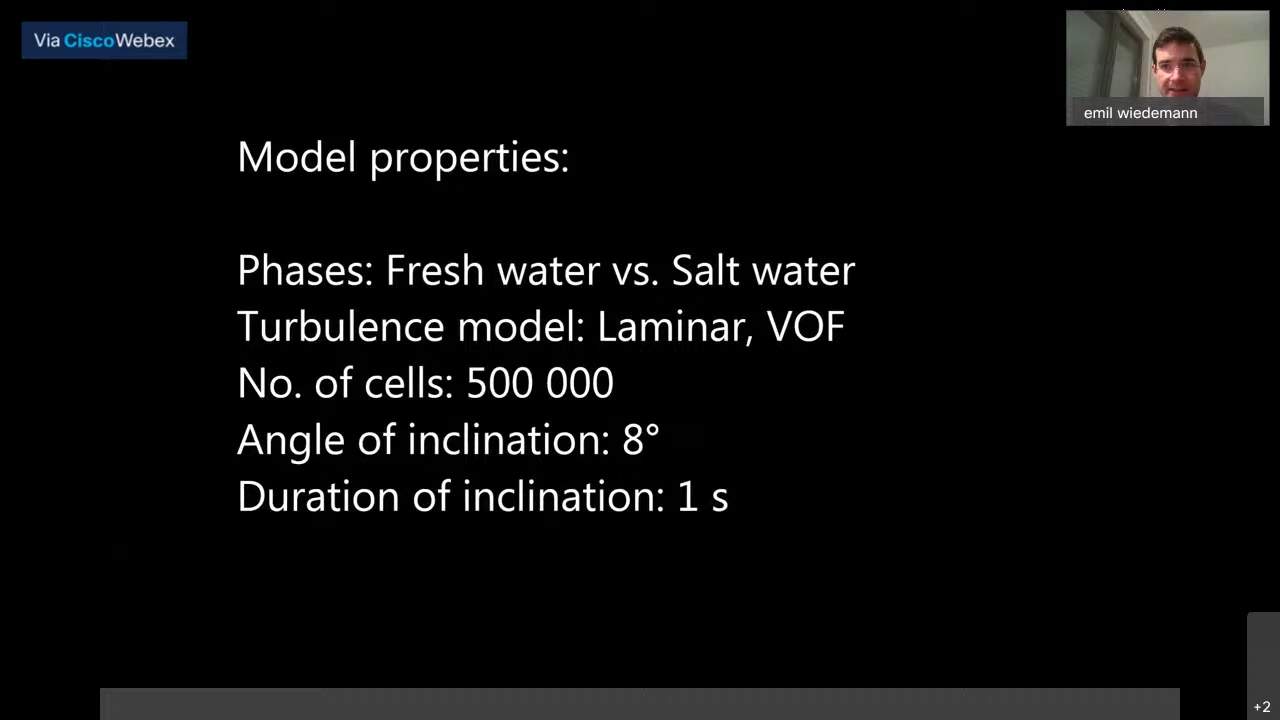 Via CiscoWebex
emil wiedemann
Model properties:
Phases: Fresh water vs. Salt water
Turbulence model: Laminar, VOF
No. of cells: 500 000
Angle of inclination: 8°
Duration of inclination: 1 s
+2